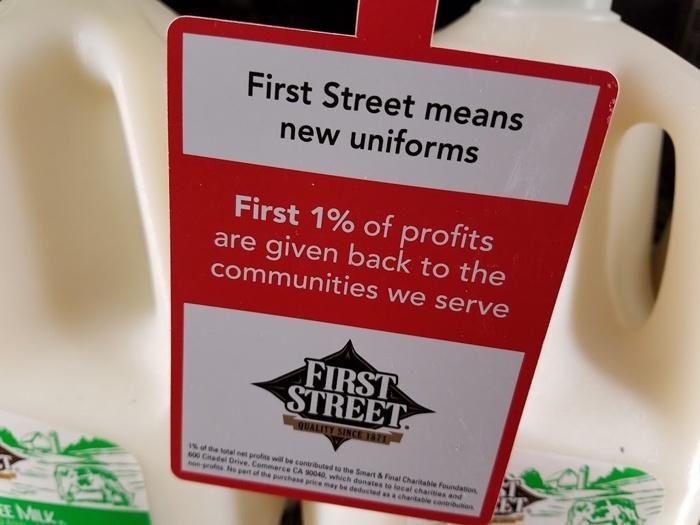 First Street means
new uniforms
First 1% of profits
are given back to the
communities we serve
FIRST
STREET
QUALITY SINCE 1871
1% of the total net profits will be contributed to the Smart & Final Charitable Foundation,
600 Citadel Drive, Commerce CA 90040, which donates to local charities and
non-profits. No part of the purchase price may be deducted as a charitable contribution.
MILK